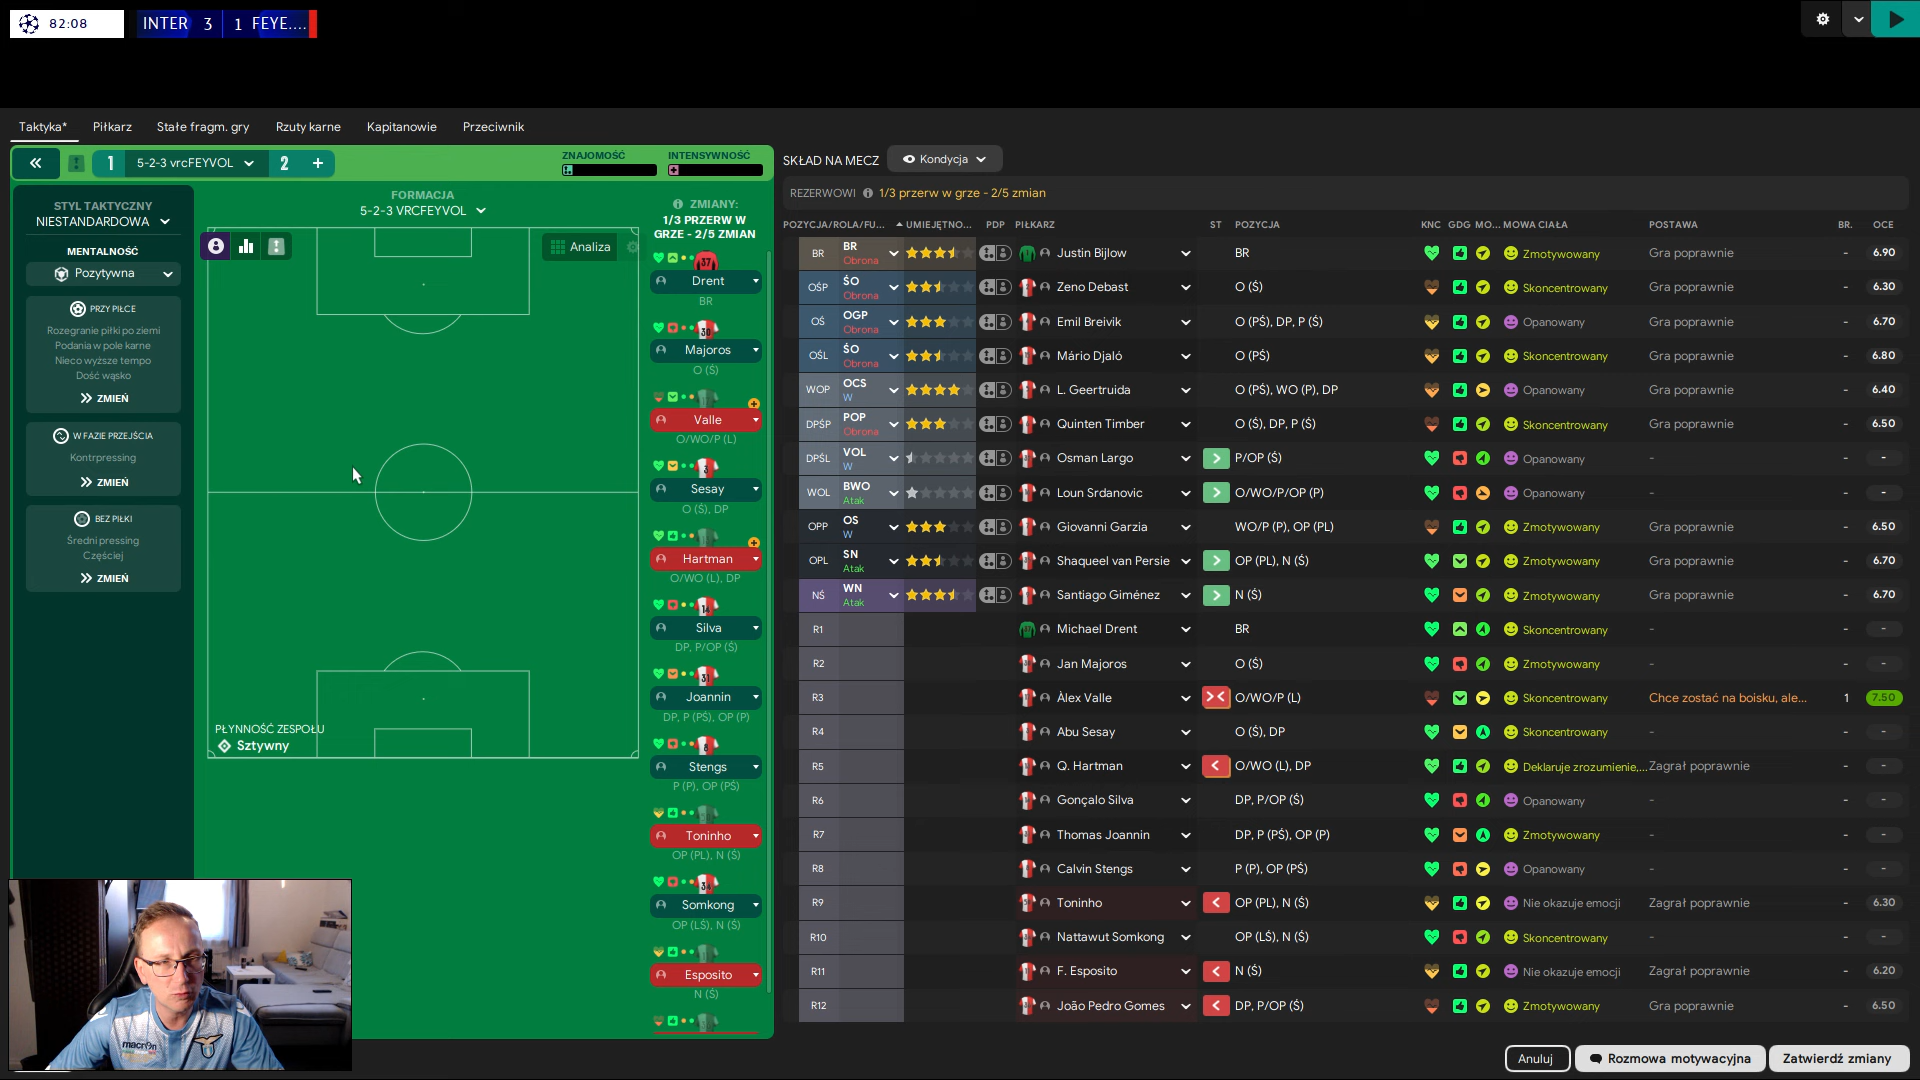 82:08
INTER 3 1 FEYE....
Taktyka* Piłkarz Stałe fragm. gry Rzuty karne Kapitanowie Przeciwnik
1 5-2-3 vrcFEYVOL 2 +
ZNAJOMOŚĆ INTENSYWNOŚĆ
STYL TAKTYCZNY
NIESTANDARDOWA
MENTALNOŚĆ
Pozytywna
PRZY PIŁCE
Rozegranie piłki po ziemi
Podania w pole karne
Nieco wyższe tempo
Dość wąsko
ZMIEŃ
W FAZIE PRZEJŚCIA
Kontrpressing
ZMIEŃ
BEZ PIŁKI
Średni pressing
Częściej
ZMIEŃ
FORMACJA
5-2-3 VRCFEYVOL
Analiza
PŁYNNOŚĆ ZESPOŁU
Sztywny
ZMIANY:
1/3 PRZERW W
GRZE - 2/5 ZMIAN
37
Drent
BR
36
Majoros
O (Ś)
Valle
O/WO/P (L)
3
Sesay
O (Ś), DP
Hartman
O/WO (L), DP
14
Silva
DP, P/OP (Ś)
31
Joannin
DP, P (PŚ), OP (P)
8
Stengs
P (P), OP (PŚ)
Toninho
OP (PL), N (Ś)
34
Somkong
OP (LŚ), N (Ś)
Esposito
N (Ś)
SKŁAD NA MECZ Kondycja
REZERWOWI 1/3 przerw w grze - 2/5 zmian
POZYCJA/ROLA/FU... UMIEJĘTNO... PDP PIŁKARZ ST POZYCJA KNC GDG MO... MOWA CIAŁA POSTAWA BR. OCE
BR BR Obrona Justin Bijlow BR Zmotywowany Gra poprawnie - 6.90
OŚP ŚO Obrona Zeno Debast O (Ś) Skoncentrowany Gra poprawnie - 6.30
OŚ OGP Obrona Emil Breivik O (PŚ), DP, P (Ś) Opanowany Gra poprawnie - 6.70
OŚL ŚO Obrona Mário Djaló O (PŚ) Skoncentrowany Gra poprawnie - 6.80
WOP OCS W L. Geertruida O (PŚ), WO (P), DP Opanowany Gra poprawnie - 6.40
DPŚP POP Obrona Quinten Timber O (Ś), DP, P (Ś) Skoncentrowany Gra poprawnie - 6.50
DPŚL VOL W Osman Largo P/OP (Ś) Opanowany - -
WOL BWO Atak Loun Srdanovic O/WO/P/OP (P) Opanowany - -
OPP OS W Giovanni Garzia WO/P (P), OP (PL) Zmotywowany Gra poprawnie - 6.50
OPL SN Atak Shaqueel van Persie OP (PL), N (Ś) Zmotywowany Gra poprawnie - 6.70
NŚ WN Atak Santiago Giménez N (Ś) Zmotywowany Gra poprawnie - 6.70
R1 Michael Drent BR Skoncentrowany - - -
R2 Jan Majoros O (Ś) Zmotywowany - - -
R3 Àlex Valle O/WO/P (L) Skoncentrowany Chce zostać na boisku, ale... 1 7.50
R4 Abu Sesay O (Ś), DP Skoncentrowany - - -
R5 Q. Hartman O/WO (L), DP Deklaruje zrozumienie,... Zagrał poprawnie - -
R6 Gonçalo Silva DP, P/OP (Ś) Opanowany - - -
R7 Thomas Joannin DP, P (PŚ), OP (P) Zmotywowany - - -
R8 Calvin Stengs P (P), OP (PŚ) Opanowany - - -
R9 Toninho OP (PL), N (Ś) Nie okazuje emocji Zagrał poprawnie - 6.30
R10 Nattawut Somkong OP (LŚ), N (Ś) Skoncentrowany - - -
R11 F. Esposito N (Ś) Nie okazuje emocji Zagrał poprawnie - 6.20
R12 João Pedro Gomes DP, P/OP (Ś) Zmotywowany Gra poprawnie - 6.50
macron
Anuluj Rozmowa motywacyjna Zatwierdź zmiany